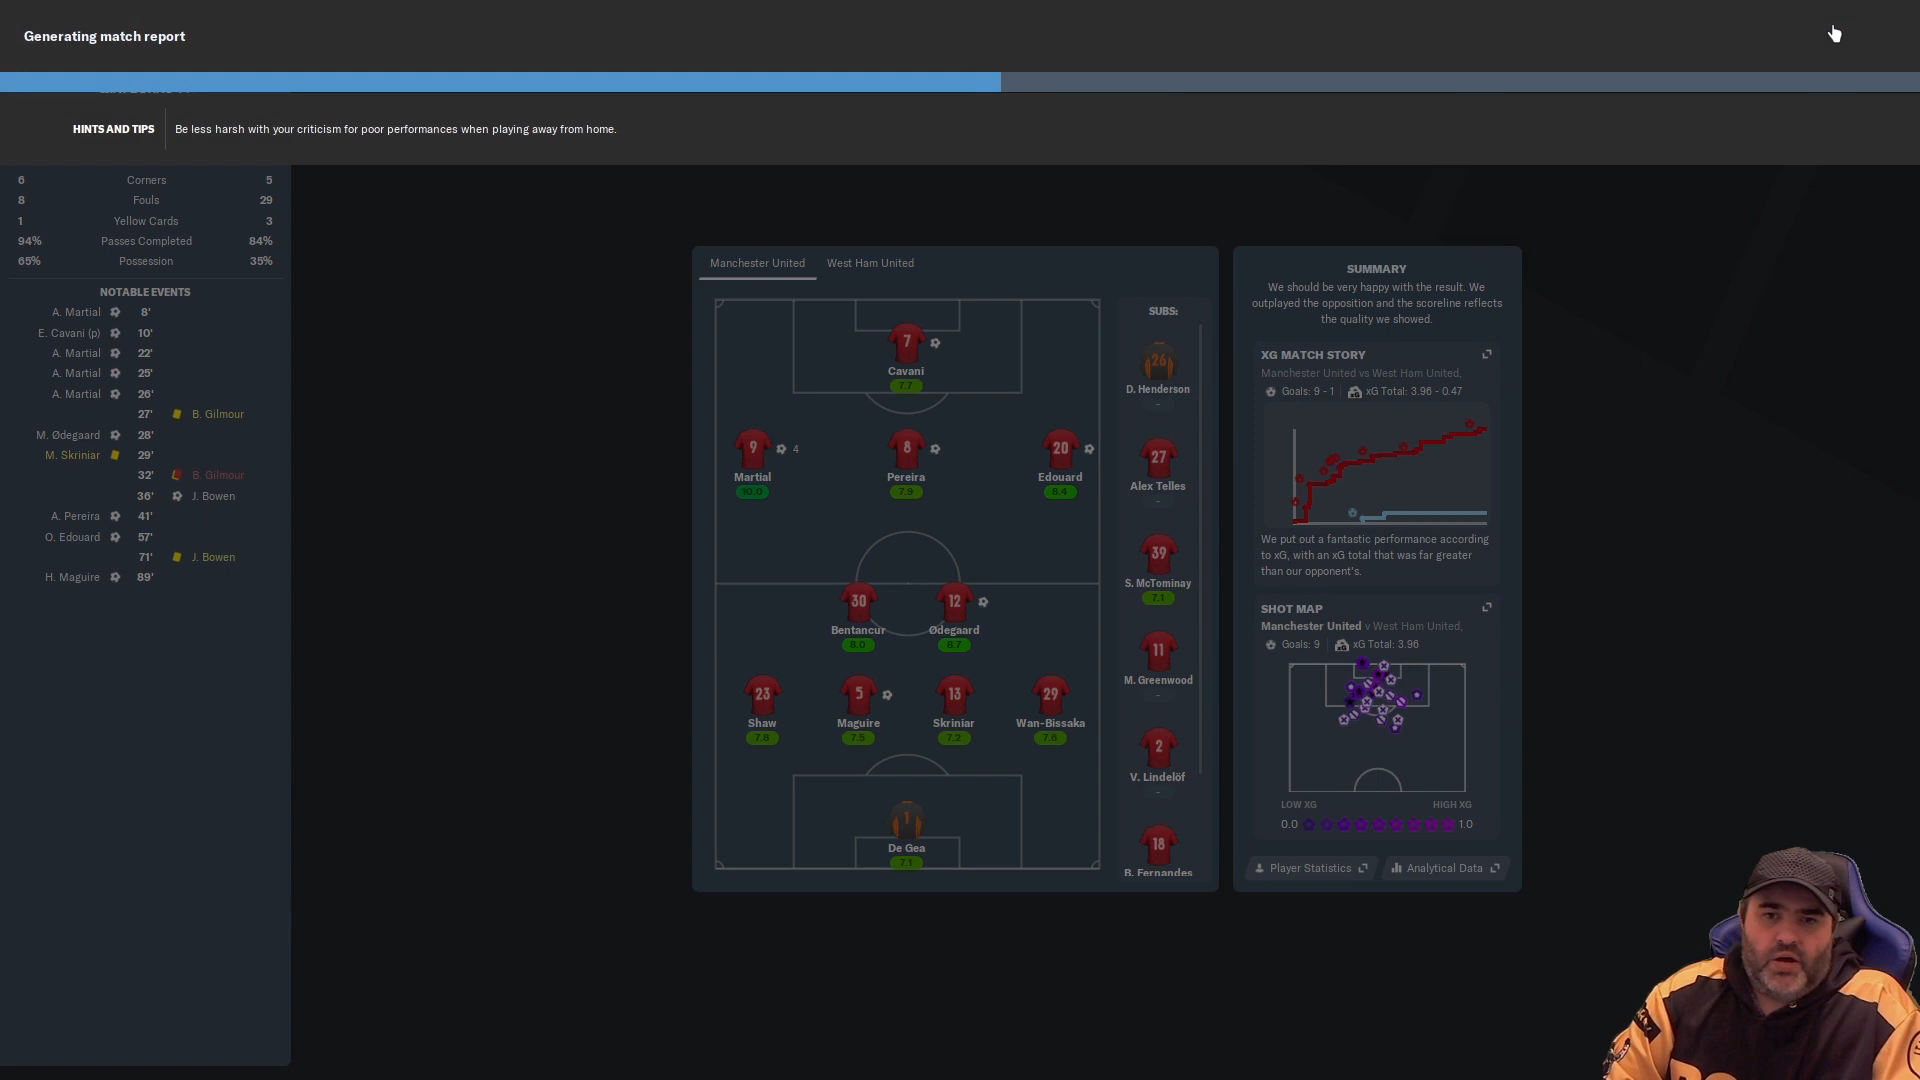 Generating match report
HINTS AND TIPS
Be less harsh with your criticism for poor performances when playing away from home.
6 Corners 5
8 Fouls 29
1 Yellow Cards 3
94% Passes Completed 84%
65% Possession 35%
NOTABLE EVENTS
A. Martial 8'
E. Cavani (p) 10'
A. Martial 22'
A. Martial 25'
A. Martial 26'
27' B. Gilmour
M. Ødegaard 28'
M. Skriniar 29'
32' B. Gilmour
36' J. Bowen
A. Pereira 41'
O. Edouard 57'
71' J. Bowen
H. Maguire 89'
Manchester United West Ham United
7
Cavani
7.7
9 4 8 20
Martial Pereira Edouard
10.0 7.9 8.4
30 12
Bentancur Ødegaard
8.0 8.7
23 5 13 29
Shaw Maguire Skriniar Wan-Bissaka
7.8 7.5 7.2 7.6
1
De Gea
7.1
SUBS:
26
D. Henderson
-
27
Alex Telles
-
39
S. McTominay
7.1
11
M. Greenwood
-
2
V. Lindelöf
-
18
B. Fernandes
SUMMARY
We should be very happy with the result. We
outplayed the opposition and the scoreline reflects
the quality we showed.
XG MATCH STORY
Manchester United vs West Ham United,
Goals: 9 - 1 xG Total: 3.96 - 0.47
We put out a fantastic performance according
to xG, with an xG total that was far greater
than our opponent's.
SHOT MAP
Manchester United v West Ham United,
Goals: 9 xG Total: 3.96
LOW XG HIGH XG
0.0 1.0
Player Statistics Analytical Data